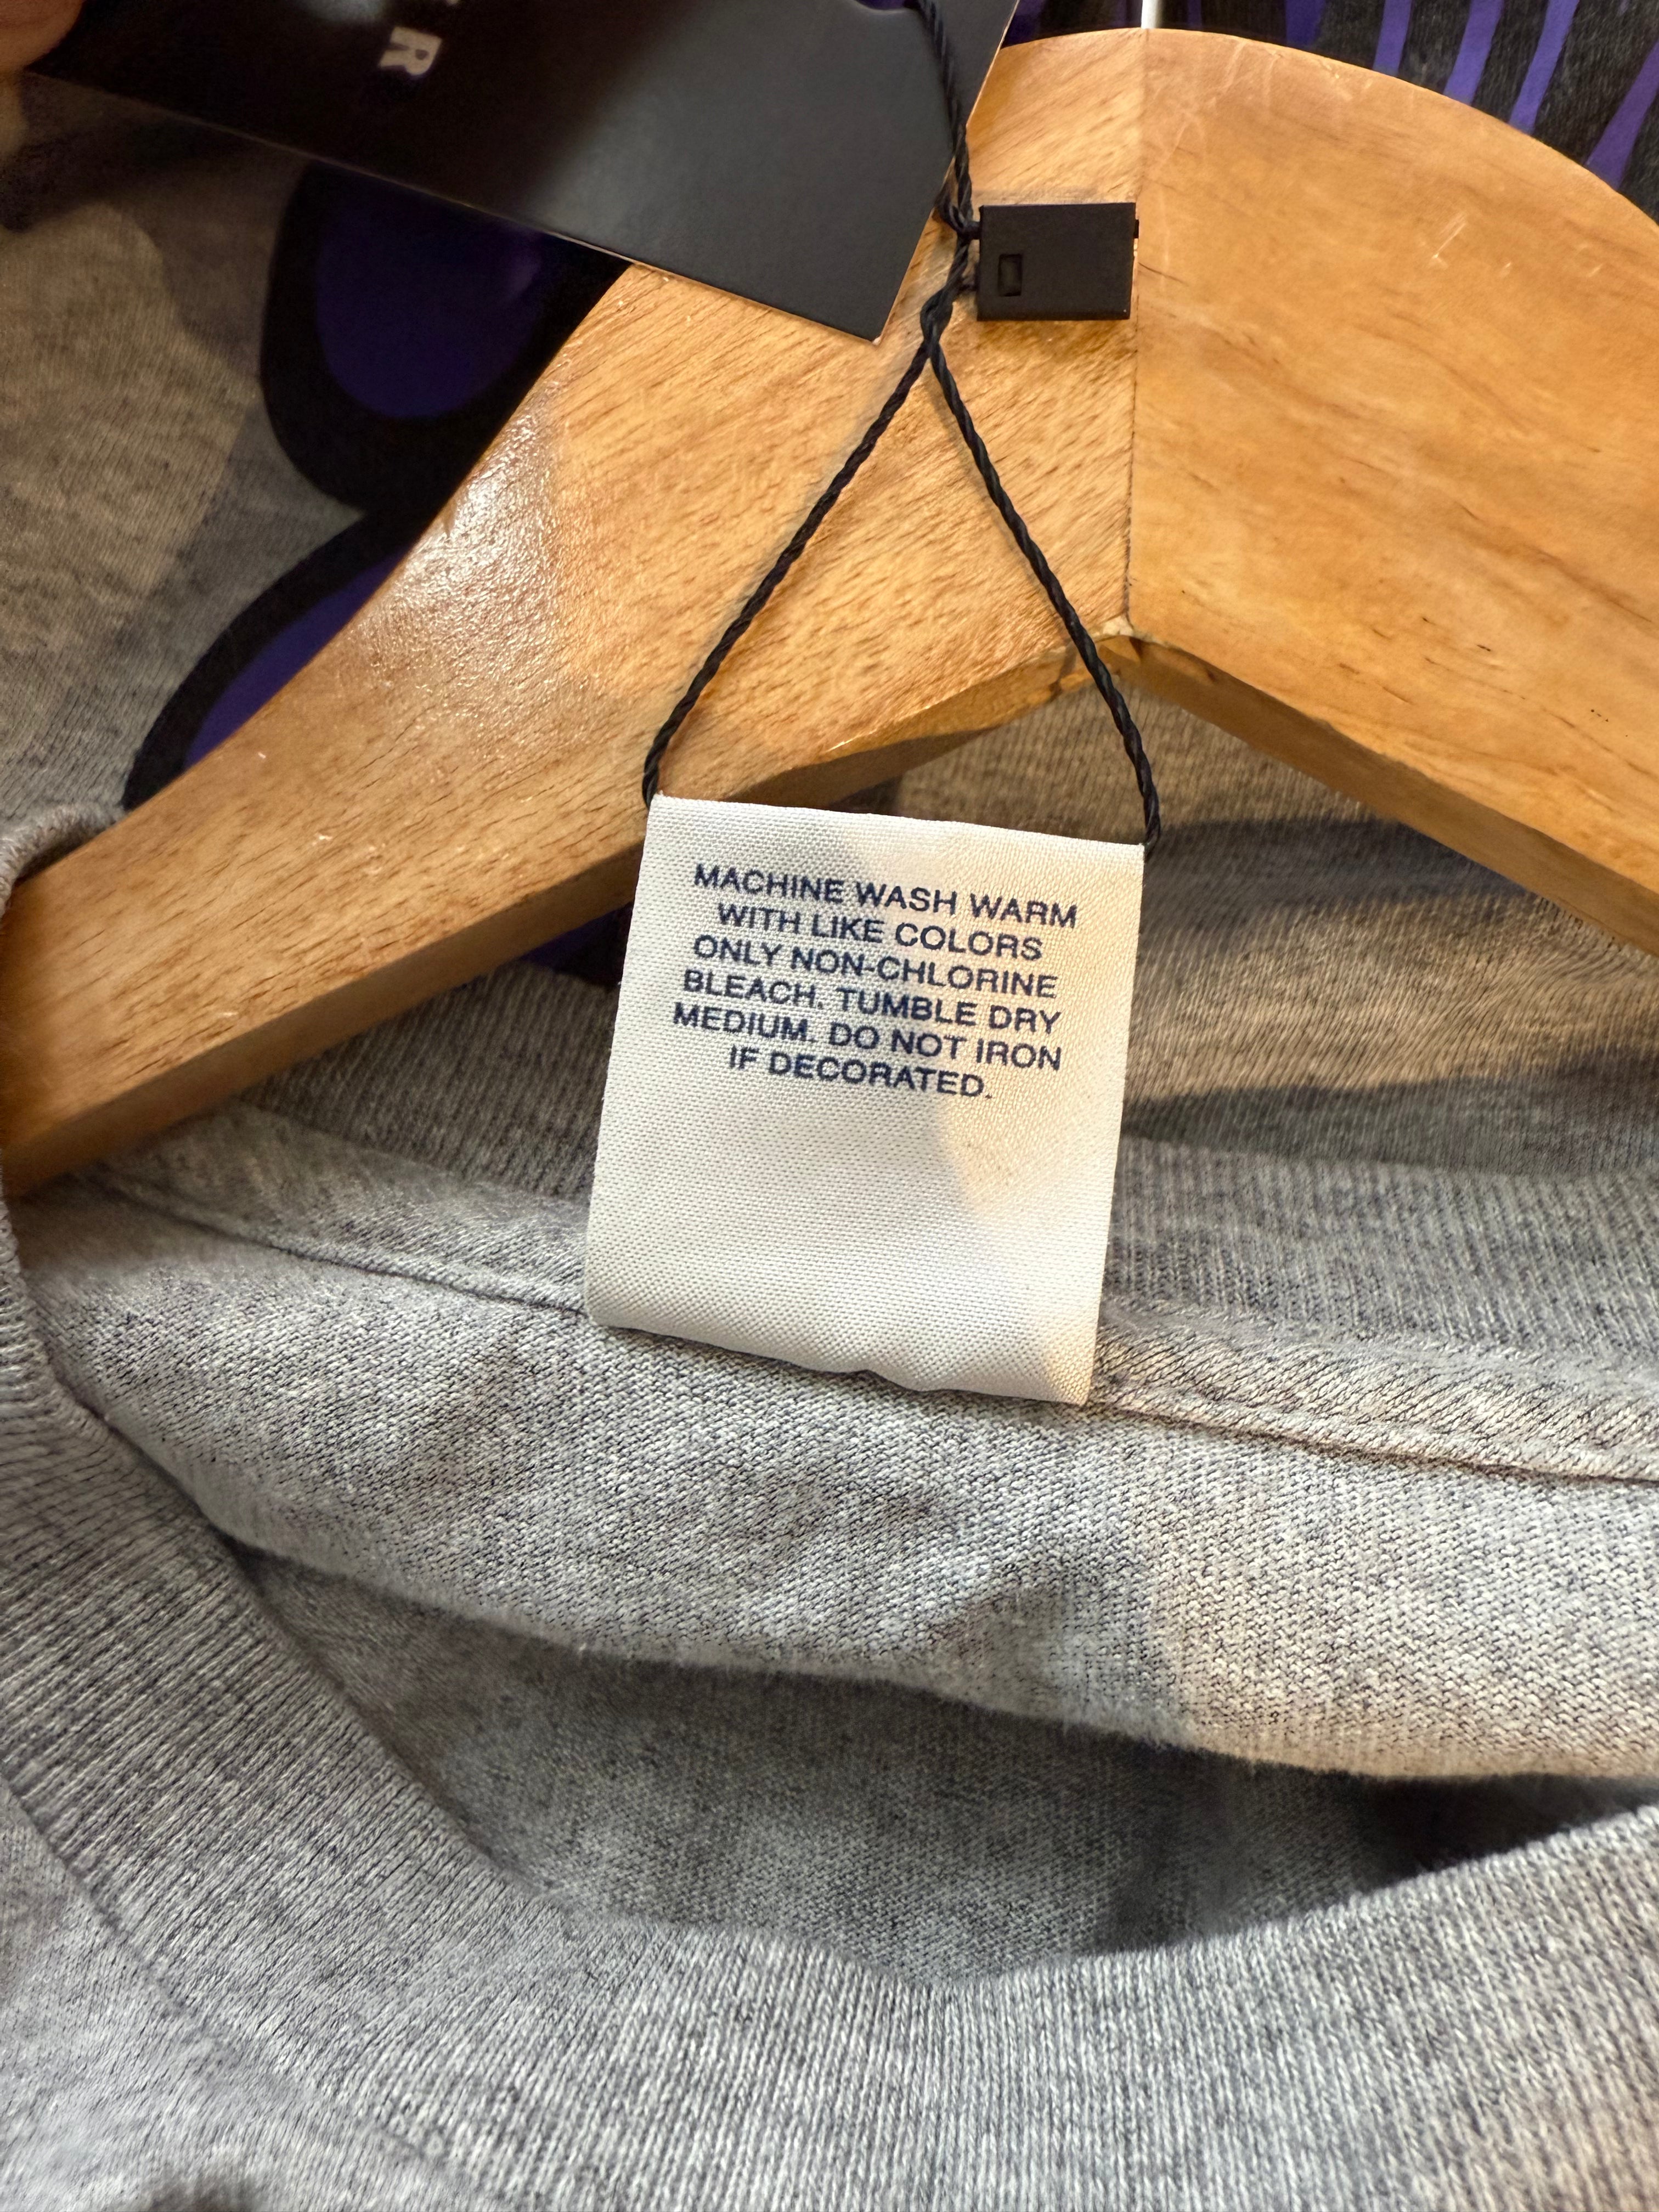 MACHINE WASH WARM
WITH LIKE COLORS
ONLY NON-CHLORINE
BLEACH. TUMBLE DRY
MEDIUM. DO NOT IRON
IF DECORATED.